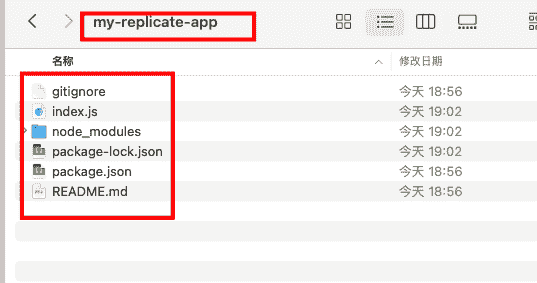 my-replicate-app
名称 修改日期
gitignore 今天 18:56
index.js 今天 19:02
node_modules 今天 19:02
package-lock.json 今天 19:02
package.json 今天 18:56
README.md 今天 18:56